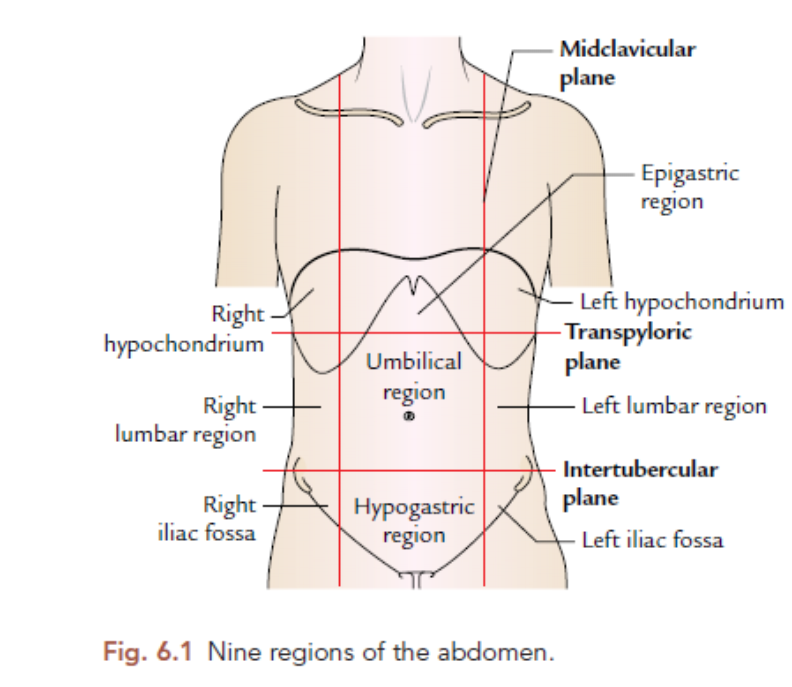 Midclavicular
plane
Epigastric
region
Right
hypochondrium
Left hypochondrium
Transpyloric
plane
Umbilical
region
Right
lumbar region
Left lumbar region
Intertubercular
plane
Right
iliac fossa
Hypogastric
region
Left iliac fossa
Fig. 6.1 Nine regions of the abdomen.